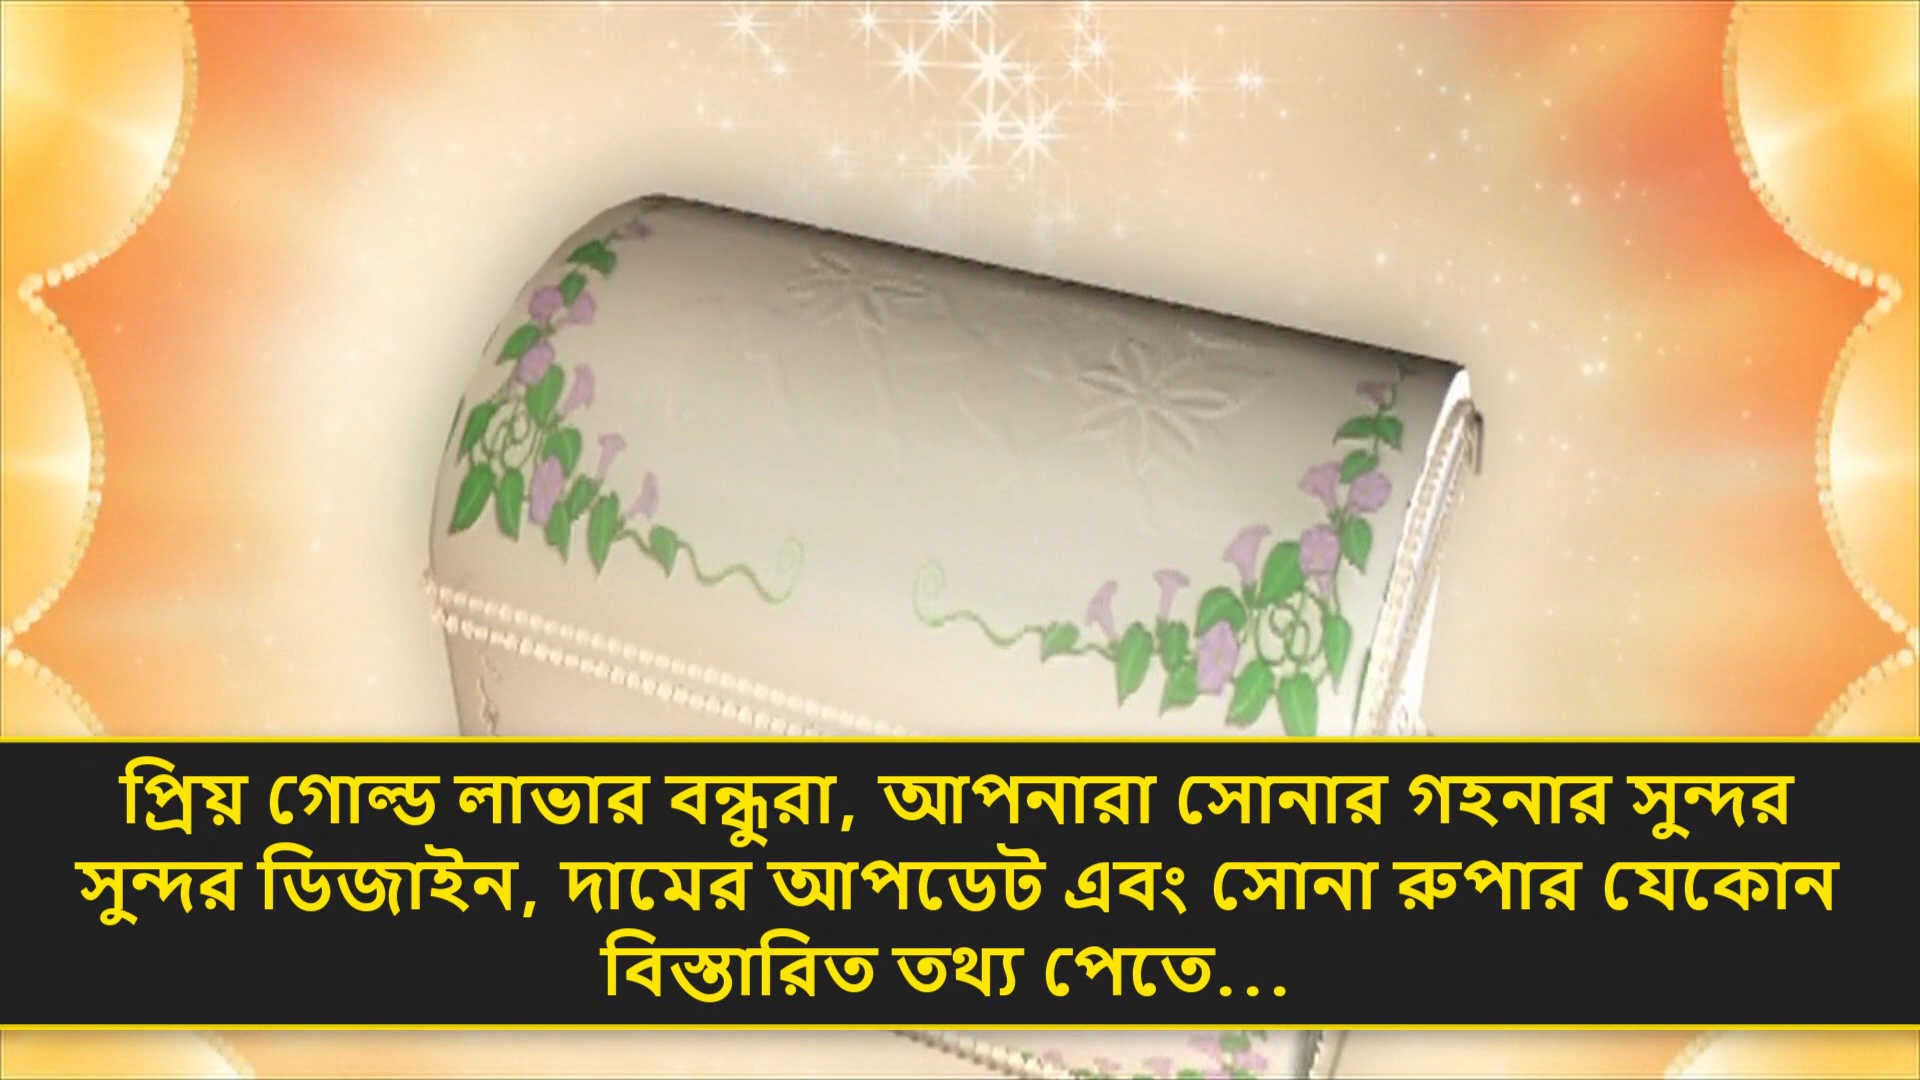 প্রিয় গোল্ড লাভার বন্ধুরা, আপনারা সোনার গহনার সুন্দর
সুন্দর ডিজাইন, দামের আপডেট এবং সোনা রুপার যেকোন
বিস্তারিত তথ্য পেতে...